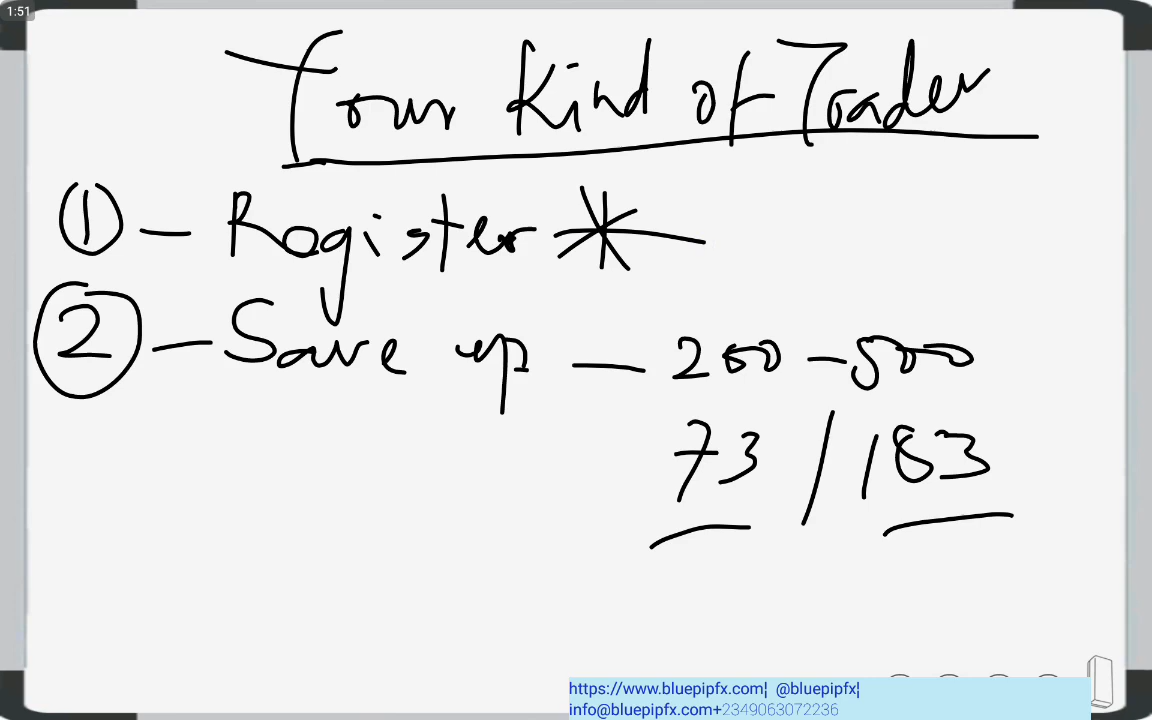 1:51
Your Kind of Trader
① - Register *
② - Save up - 200 - 500
73 / 183
https://www.bluepipfx.com¦ @bluepipfx¦
info@bluepipfx.com+2349063072236